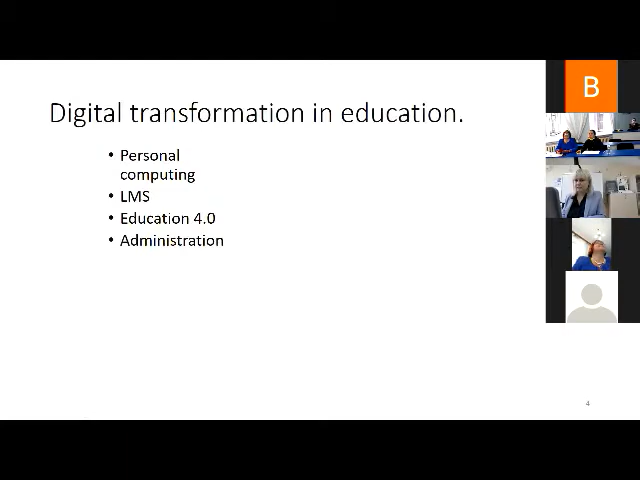 Digital transformation in education.
• Personal
computing
• LMS
• Education 4.0
• Administration
B
4